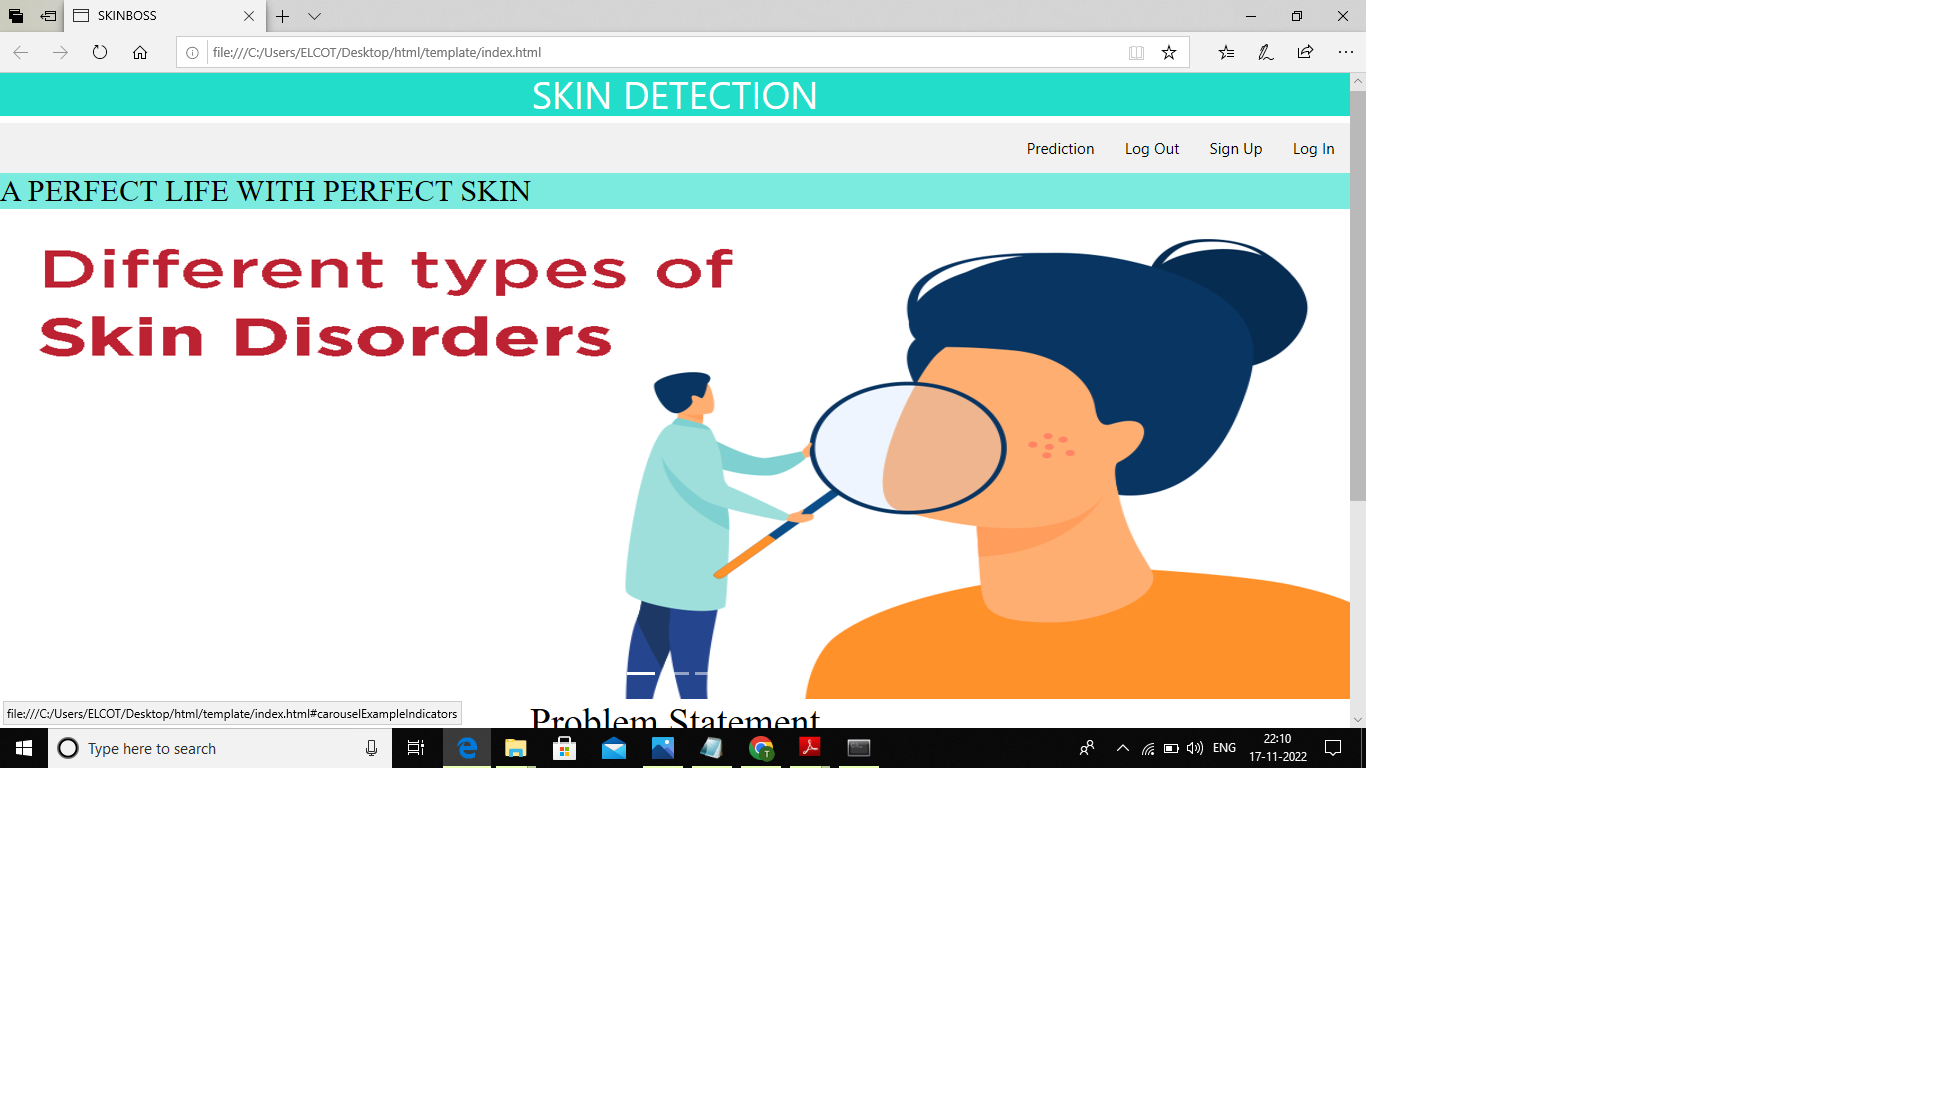 SKINBOSS
file:///C:/Users/ELCOT/Desktop/html/template/index.html
SKIN DETECTION
Prediction Log Out Sign Up Log In
A PERFECT LIFE WITH PERFECT SKIN
Different types of
Skin Disorders
file:///C:/Users/ELCOT/Desktop/html/template/index.html#carouselExampleIndicators
Problem Statement
Type here to search
ENG
22:10
17-11-2022